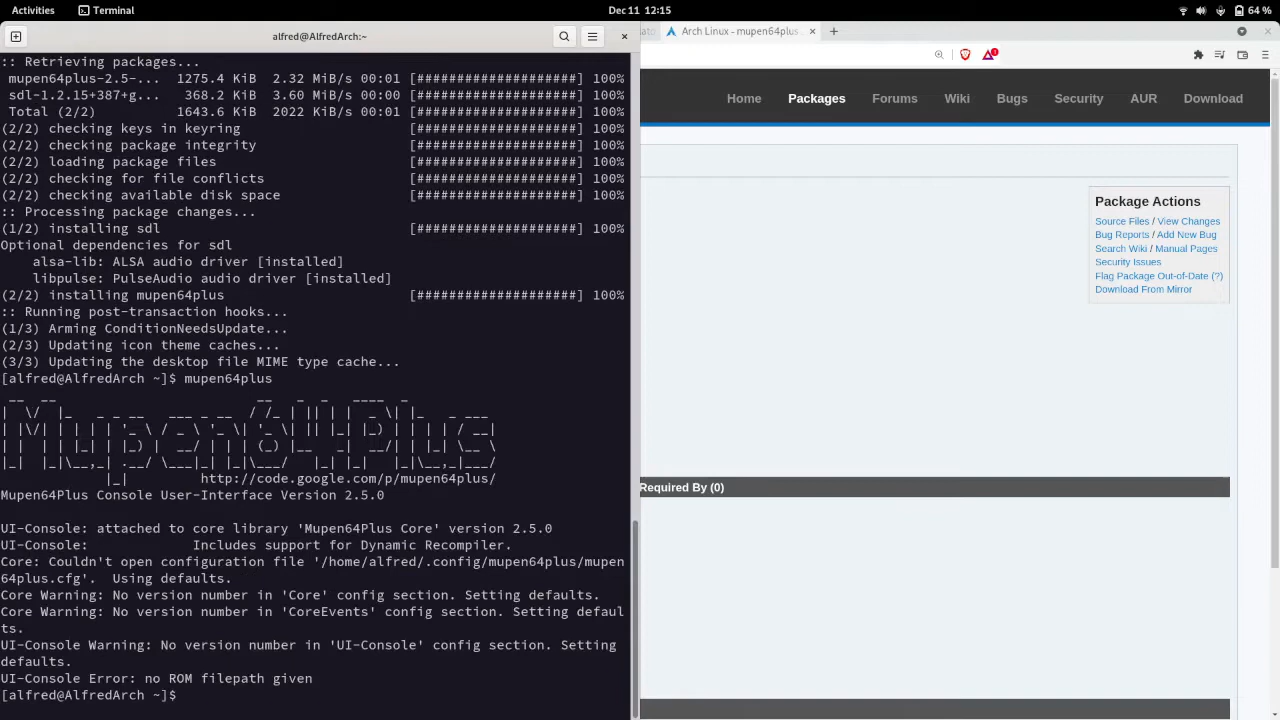 Activities Terminal Dec 11 12:15 64 %
alfred@AlfredArch:~
:: Retrieving packages...
mupen64plus-2.5-... 1275.4 KiB 2.32 MiB/s 00:01 [####################] 100%
sdl-1.2.15+387+g... 368.2 KiB 3.60 MiB/s 00:00 [####################] 100%
Total (2/2) 1643.6 KiB 2022 KiB/s 00:01 [####################] 100%
(2/2) checking keys in keyring [####################] 100%
(2/2) checking package integrity [####################] 100%
(2/2) loading package files [####################] 100%
(2/2) checking for file conflicts [####################] 100%
(2/2) checking available disk space [####################] 100%
:: Processing package changes...
(1/2) installing sdl [####################] 100%
Optional dependencies for sdl
alsa-lib: ALSA audio driver [installed]
libpulse: PulseAudio audio driver [installed]
(2/2) installing mupen64plus [####################] 100%
:: Running post-transaction hooks...
(1/3) Arming ConditionNeedsUpdate...
(2/3) Updating icon theme caches...
(3/3) Updating the desktop file MIME type cache...
[alfred@AlfredArch ~]$ mupen64plus
Mupen64Plus
http://code.google.com/p/mupen64plus/
Mupen64Plus Console User-Interface Version 2.5.0
UI-Console: attached to core library 'Mupen64Plus Core' version 2.5.0
UI-Console: Includes support for Dynamic Recompiler.
Core: Couldn't open configuration file '/home/alfred/.config/mupen64plus/mupen
64plus.cfg'. Using defaults.
Core Warning: No version number in 'Core' config section. Setting defaults.
Core Warning: No version number in 'CoreEvents' config section. Setting defaul
ts.
UI-Console Warning: No version number in 'UI-Console' config section. Setting
defaults.
UI-Console Error: no ROM filepath given
[alfred@AlfredArch ~]$
Arch Linux - mupen64plus
1
Home Packages Forums Wiki Bugs Security AUR Download
Package Actions
Source Files / View Changes
Bug Reports / Add New Bug
Search Wiki / Manual Pages
Security Issues
Flag Package Out-of-Date (?)
Download From Mirror
Required By (0)